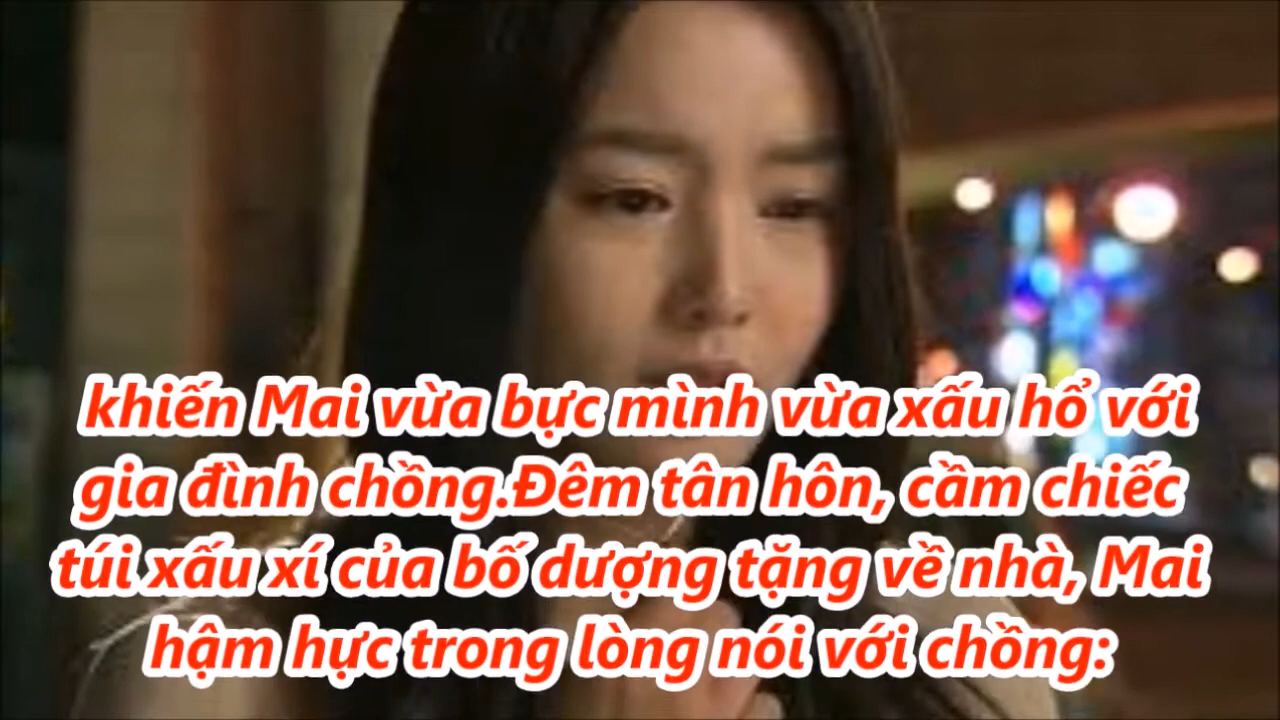 khiến Mai vừa bực mình vừa xấu hổ với
gia đình chồng.Đêm tân hôn, cầm chiếc
túi xấu xí của bố dượng tặng về nhà, Mai
hậm hực trong lòng nói với chồng: